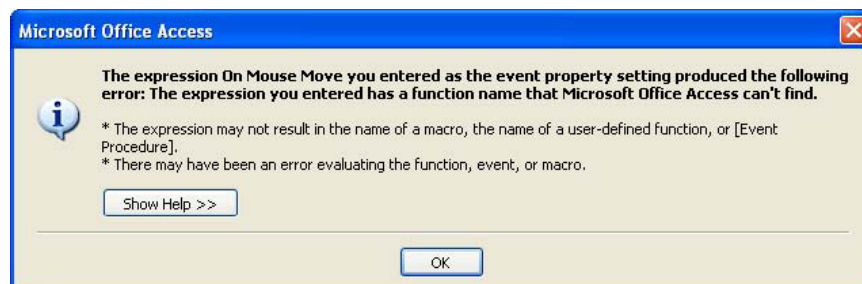 Microsoft Office Access
The expression On Mouse Move you entered as the event property setting produced the following
error: The expression you entered has a function name that Microsoft Office Access can't find.
* The expression may not result in the name of a macro, the name of a user-defined function, or [Event
Procedure].
* There may have been an error evaluating the function, event, or macro.
Show Help >>
OK